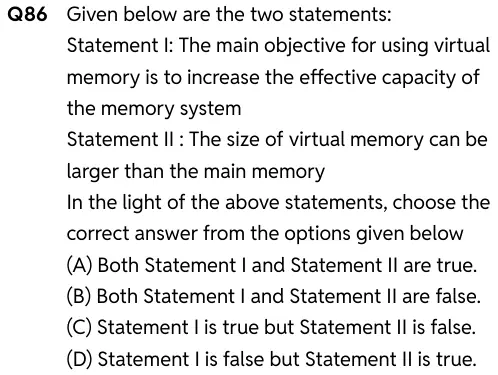 Q86 Given below are the two statements:
Statement I: The main objective for using virtual
memory is to increase the effective capacity of
the memory system
Statement II : The size of virtual memory can be
larger than the main memory
In the light of the above statements, choose the
correct answer from the options given below
(A) Both Statement I and Statement II are true.
(B) Both Statement I and Statement II are false.
(C) Statement I is true but Statement II is false.
(D) Statement I is false but Statement II is true.